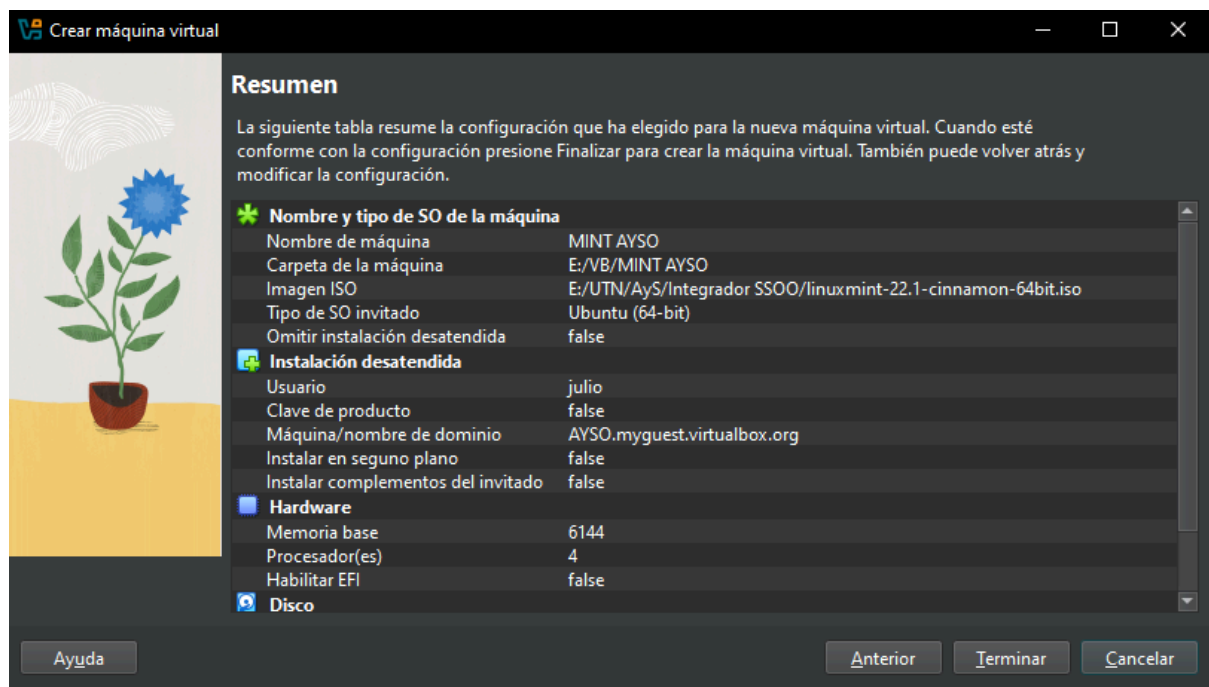 Crear máquina virtual
Resumen
La siguiente tabla resume la configuración que ha elegido para la nueva máquina virtual. Cuando esté
conforme con la configuración presione Finalizar para crear la máquina virtual. También puede volver atrás y
modificar la configuración.
Nombre y tipo de SO de la máquina
Nombre de máquina MINT AYSO
Carpeta de la máquina E:/VB/MINT AYSO
Imagen ISO E:/UTN/AyS/Integrador SSOO/linuxmint-22.1-cinnamon-64bit.iso
Tipo de SO invitado Ubuntu (64-bit)
Omitir instalación desatendida false
Instalación desatendida
Usuario julio
Clave de producto false
Máquina/nombre de dominio AYSO.myguest.virtualbox.org
Instalar en seguno plano false
Instalar complementos del invitado false
Hardware
Memoria base 6144
Procesador(es) 4
Habilitar EFI false
Disco
Ayuda Anterior Terminar Cancelar